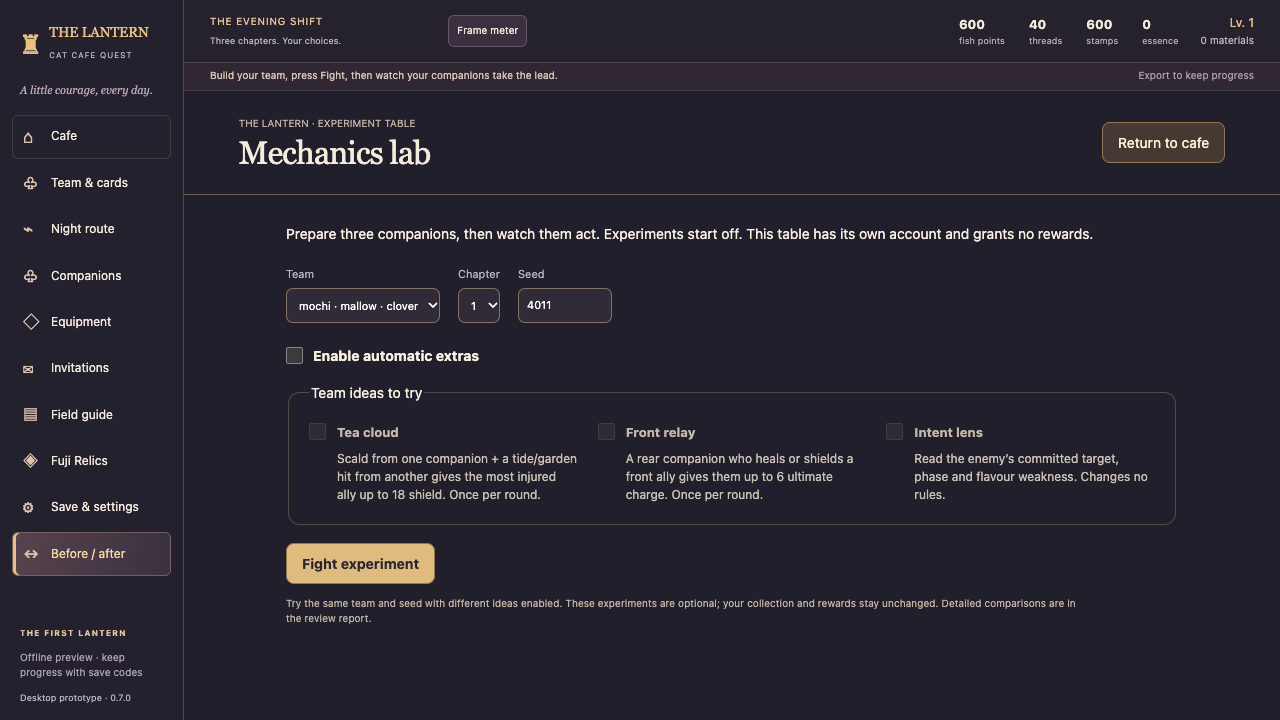 THE LANTERN
CAT CAFE QUEST
A little courage, every day.
Cafe
Team & cards
Night route
Companions
Equipment
Invitations
Field guide
Fuji Relics
Save & settings
Before / after
THE FIRST LANTERN
Offline preview · keep
progress with save codes
Desktop prototype · 0.7.0
THE EVENING SHIFT
Three chapters. Your choices.
Frame meter
600
fish points
40
threads
600
stamps
0
essence
Lv. 1
0 materials
Build your team, press Fight, then watch your companions take the lead.
Export to keep progress
THE LANTERN · EXPERIMENT TABLE
Mechanics lab
Return to cafe
Prepare three companions, then watch them act. Experiments start off. This table has its own account and grants no rewards.
Team
Chapter
Seed
mochi · mallow · clover
1
4011
Enable automatic extras
Team ideas to try
Tea cloud
Scald from one companion + a tide/garden
hit from another gives the most injured
ally up to 18 shield. Once per round.
Front relay
A rear companion who heals or shields a
front ally gives them up to 6 ultimate
charge. Once per round.
Intent lens
Read the enemy's committed target,
phase and flavour weakness. Changes no
rules.
Fight experiment
Try the same team and seed with different ideas enabled. These experiments are optional; your collection and rewards stay unchanged. Detailed comparisons are in
the review report.